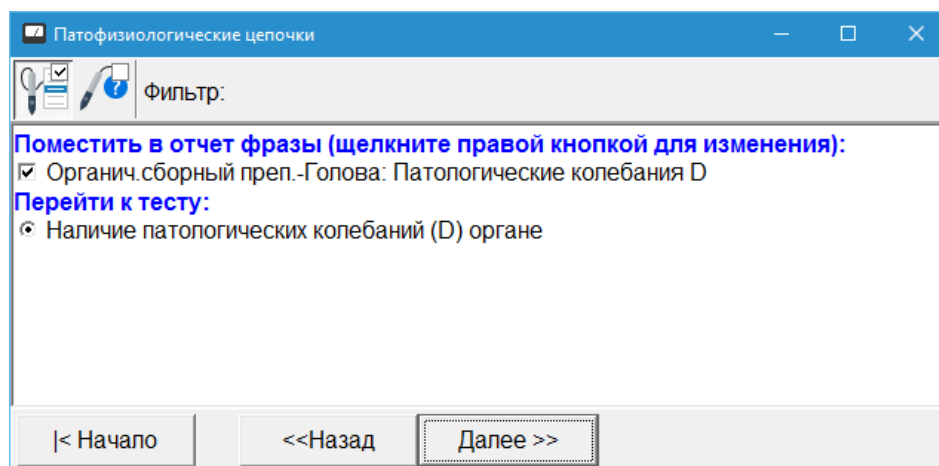 Патофизиологические цепочки
Фильтр:
Поместить в отчет фразы (щелкните правой кнопкой для изменения):
Органич.сборный преп.-Голова: Патологические колебания D
Перейти к тесту:
Наличие патологических колебаний (D) органе
|< Начало
<<Назад
Далее >>